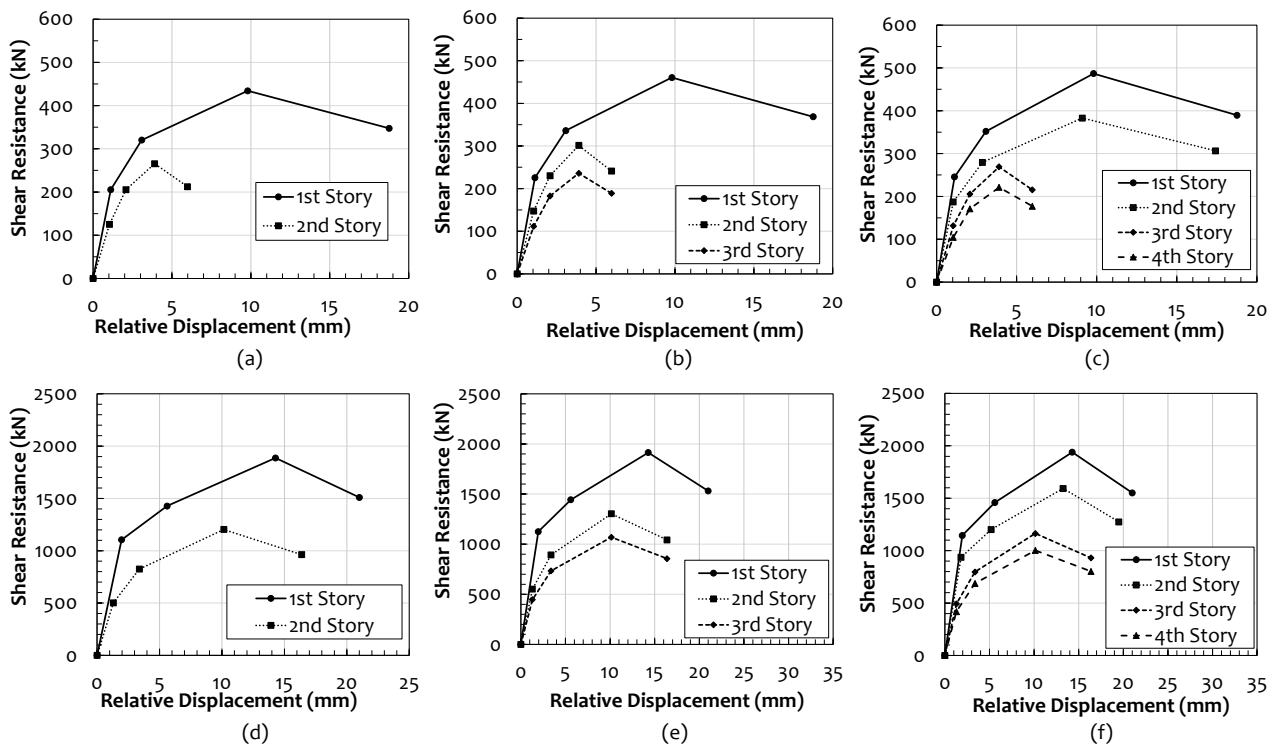 600
500
400
300
200
100
0
Shear Resistance (kN)
1st Story
2nd Story
0 5 10 15 20
Relative Displacement (mm)
(a)
600
500
400
300
200
100
0
Shear Resistance (kN)
1st Story
2nd Story
3rd Story
0 5 10 15 20
Relative Displacement (mm)
(b)
600
500
400
300
200
100
0
Shear Resistance (kN)
1st Story
2nd Story
3rd Story
4th Story
0 5 10 15 20
Relative Displacement (mm)
(c)
2500
2000
1500
1000
500
0
Shear Resistance (kN)
1st Story
2nd Story
0 5 10 15 20 25
Relative Displacement (mm)
(d)
2500
2000
1500
1000
500
0
Shear Resistance (kN)
1st Story
2nd Story
3rd Story
0 5 10 15 20 25 30 35
Relative Displacement (mm)
(e)
2500
2000
1500
1000
500
0
Shear Resistance (kN)
1st Story
2nd Story
3rd Story
4th Story
0 5 10 15 20 25 30 35
Relative Displacement (mm)
(f)